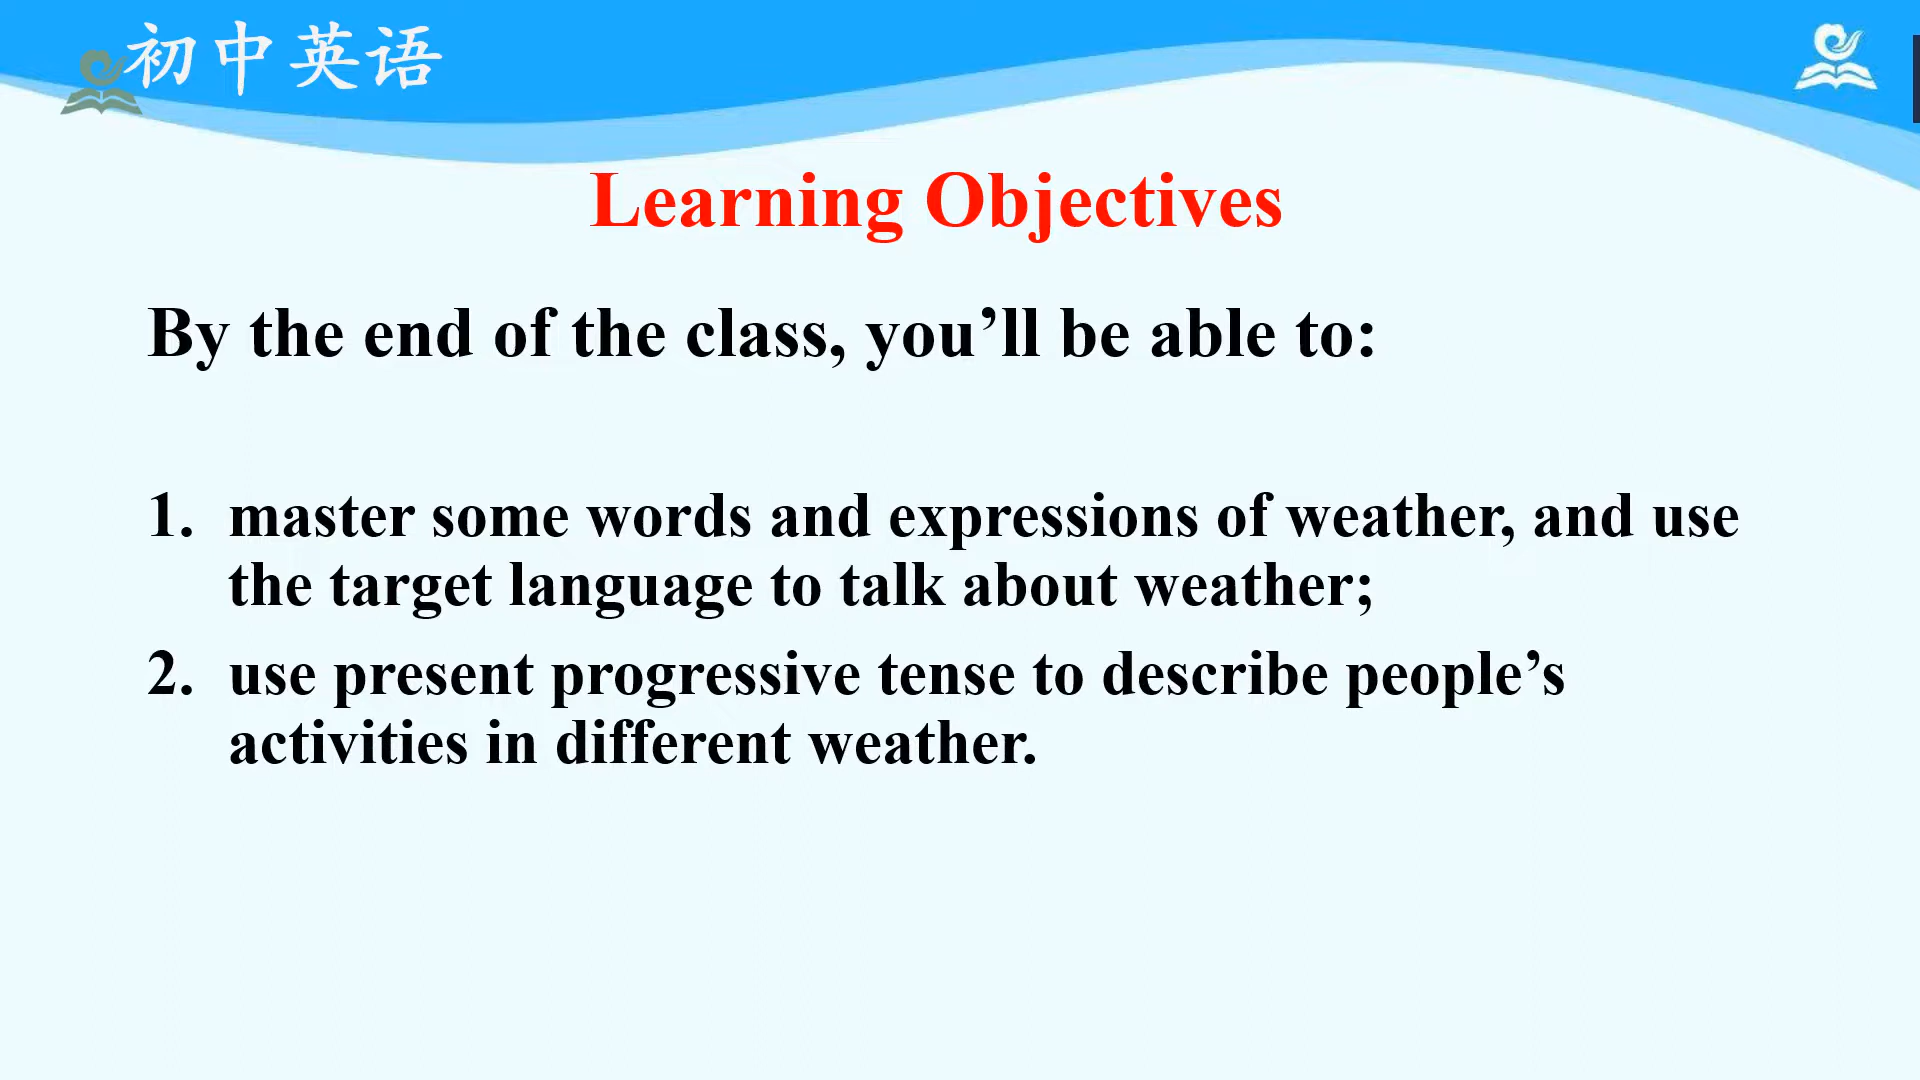 初中英语
Learning Objectives
By the end of the class, you’ll be able to:
1. master some words and expressions of weather, and use
the target language to talk about weather;
2. use present progressive tense to describe people’s
activities in different weather.